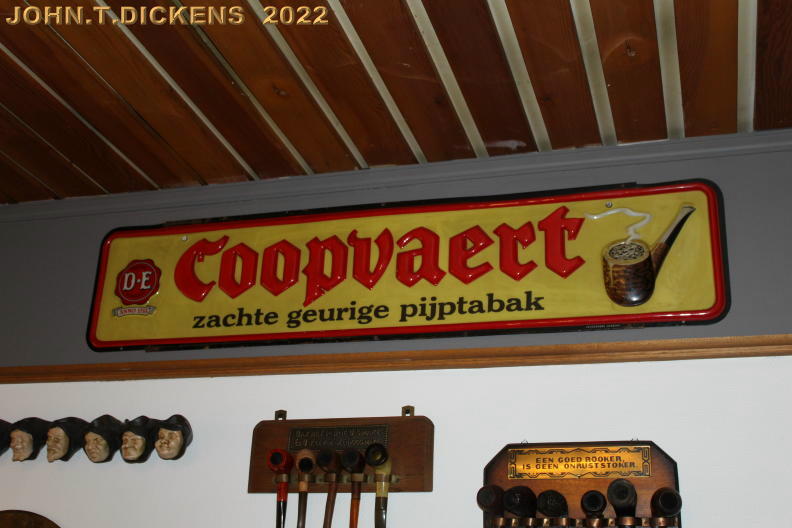 JOHN.T.DICKENS 2022
Coopvaert
D·E
zachte geurige pijptabak
EEN GOED ROOKER,
IS GEEN ONRUSTSTOKER.